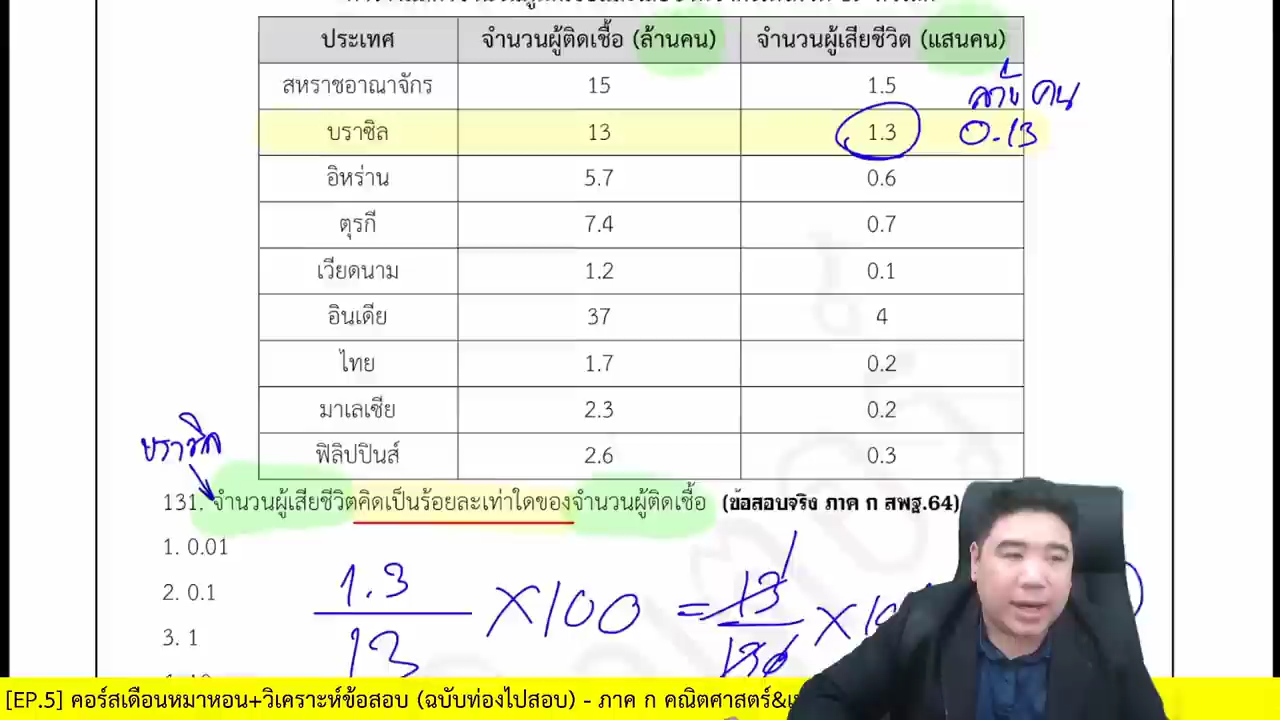 ประเทศ จำนวนผู้ติดเชื้อ (ล้านคน) จำนวนผู้เสียชีวิต (แสนคน)
สหราชอาณาจักร 15 1.5 ล้าน คน
บราซิล 13 1.3 0.13
อิหร่าน 5.7 0.6
ตุรกี 7.4 0.7
เวียดนาม 1.2 0.1
อินเดีย 37 4
ไทย 1.7 0.2
มาเลเซีย 2.3 0.2
ฟิลิปปินส์ 2.6 0.3
บราซิล
131. จำนวนผู้เสียชีวิตคิดเป็นร้อยละเท่าใดของจำนวนผู้ติดเชื้อ (ข้อสอบจริง ภาค ก สพฐ.64)
1. 0.01
2. 0.1
3. 1
1.3
13
×100 = 13 1
130
×
[EP.5] คอร์สเดือนหมาหอน+วิเคราะห์ข้อสอบ (ฉบับท่องไปสอบ) - ภาค ก คณิตศาสตร์&